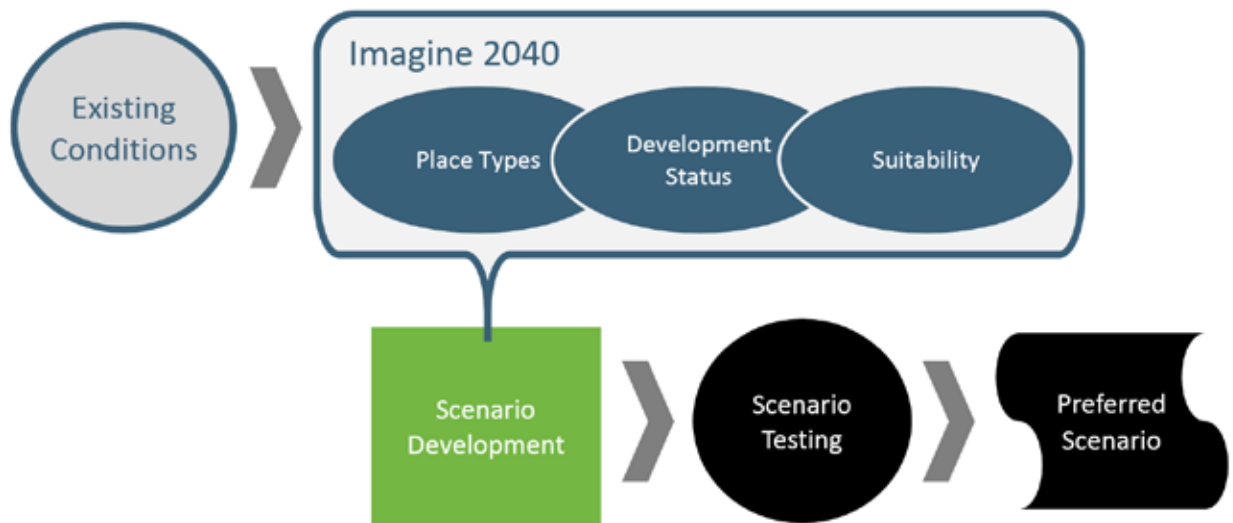 Existing
Conditions
Imagine 2040
Place Types
Development
Status
Suitability
Scenario
Development
Scenario
Testing
Preferred
Scenario